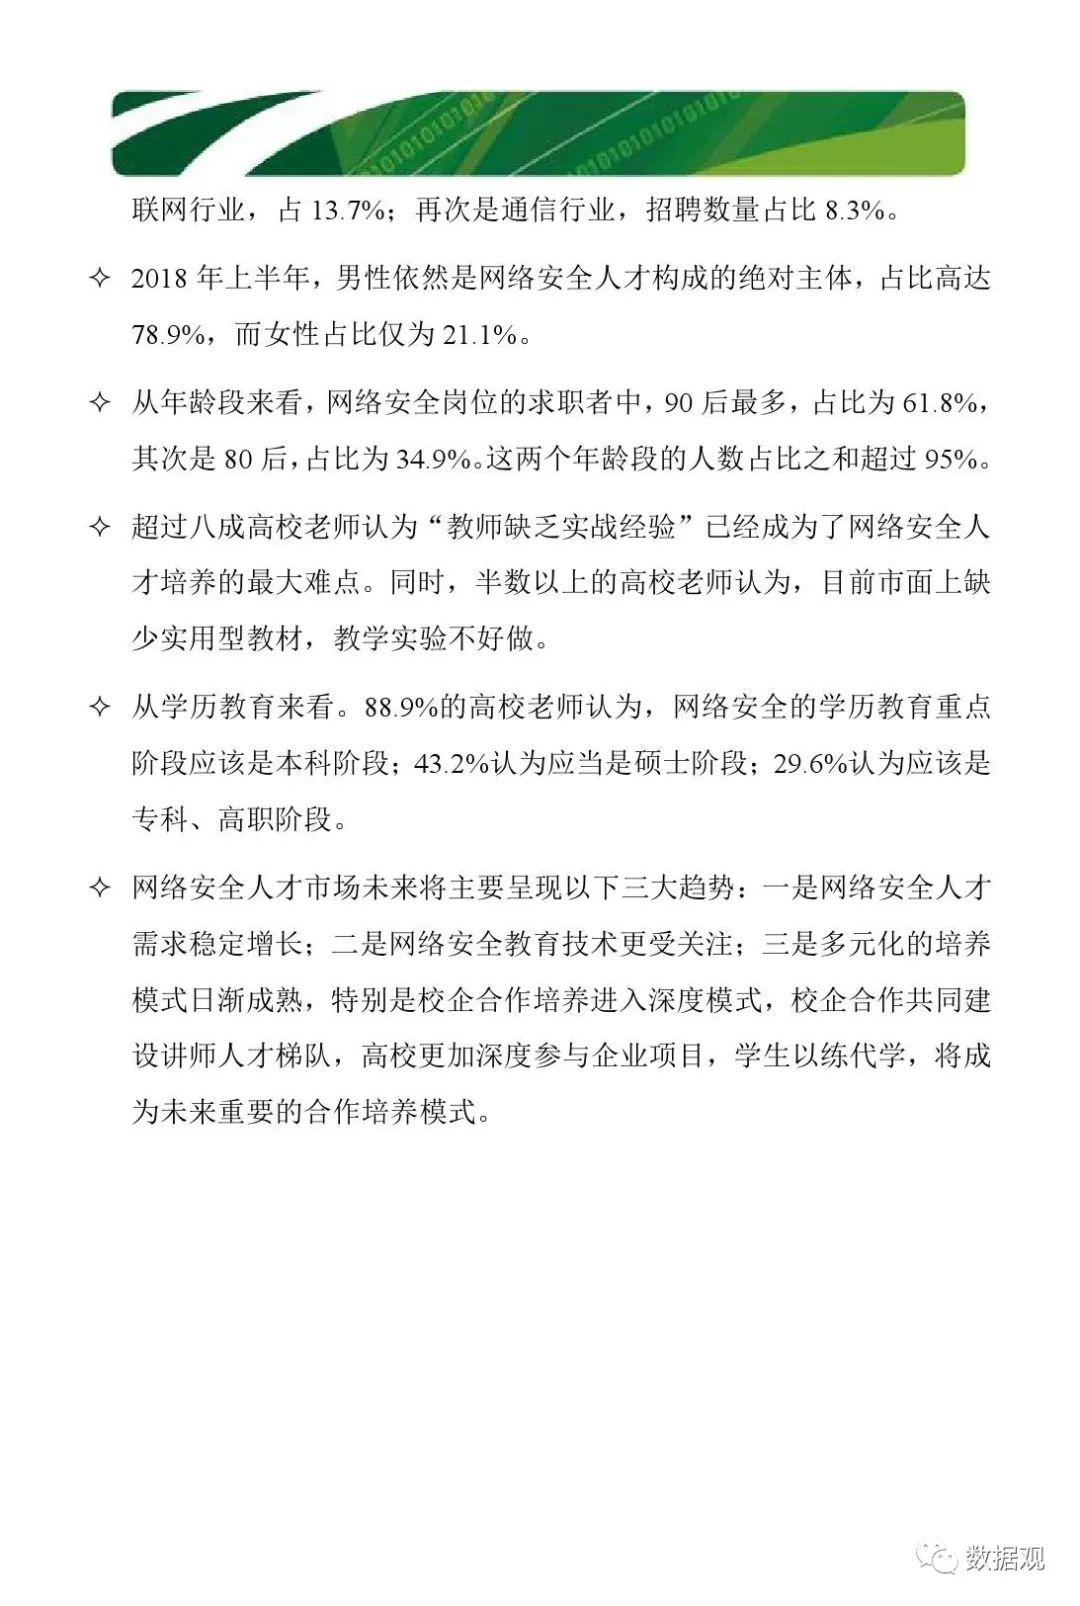 1010101010101
10101010101010
联网行业，占 13.7%；再次是通信行业，招聘数量占比 8.3%。
✧ 2018 年上半年，男性依然是网络安全人才构成的绝对主体，占比高达
78.9%，而女性占比仅为 21.1%。
✧ 从年龄段来看，网络安全岗位的求职者中，90 后最多，占比为 61.8%，
其次是 80 后，占比为 34.9%。这两个年龄段的人数占比之和超过 95%。
✧ 超过八成高校老师认为“教师缺乏实战经验”已经成为了网络安全人
才培养的最大难点。同时，半数以上的高校老师认为，目前市面上缺
少实用型教材，教学实验不好做。
✧ 从学历教育来看。88.9%的高校老师认为，网络安全的学历教育重点
阶段应该是本科阶段；43.2%认为应当是硕士阶段；29.6%认为应该是
专科、高职阶段。
✧ 网络安全人才市场未来将主要呈现以下三大趋势：一是网络安全人才
需求稳定增长；二是网络安全教育技术更受关注；三是多元化的培养
模式日渐成熟，特别是校企合作培养进入深度模式，校企合作共同建
设讲师人才梯队，高校更加深度参与企业项目，学生以练代学，将成
为未来重要的合作培养模式。
数据观